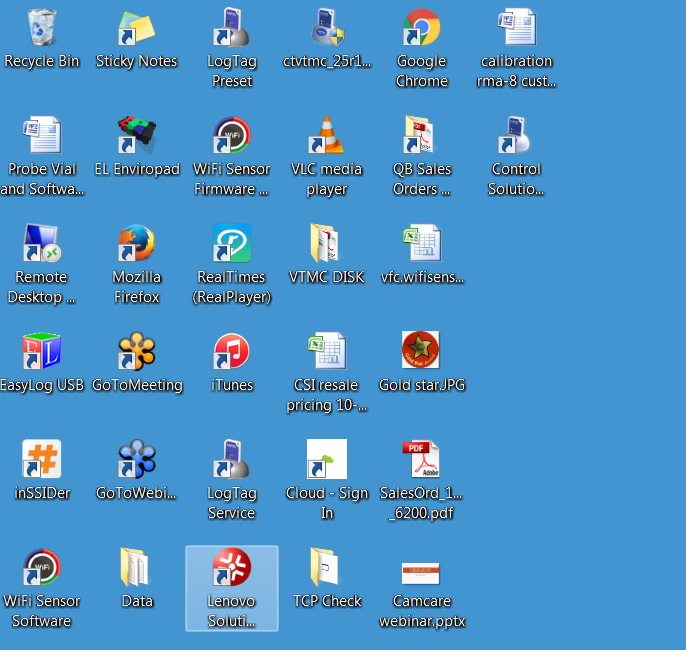 Recycle Bin
Sticky Notes
LogTag
Preset
ctvtmc_25r1...
Google
Chrome
calibration
rma-8 cust...
Probe Vial
and Softwa...
EL Enviropad
WiFi
WiFi Sensor
Firmware ...
VLC media
player
QB Sales
Orders ...
Control
Solutio...
Remote
Desktop ...
Mozilla
Firefox
RealTimes
(RealPlayer)
VTMC DISK
vfc.wifisens...
EL
EasyLog USB
GoToMeeting
iTunes
CSI resale
pricing 10-...
Gold star.JPG
inSSIDer
GoToWebi...
LogTag
Service
Cloud - Sign
In
PDF
Adobe
SalesOrd_1...
_6200.pdf
WiFi
WiFi Sensor
Software
Data
Lenovo
Soluti...
TCP Check
Camcare
webinar.pptx